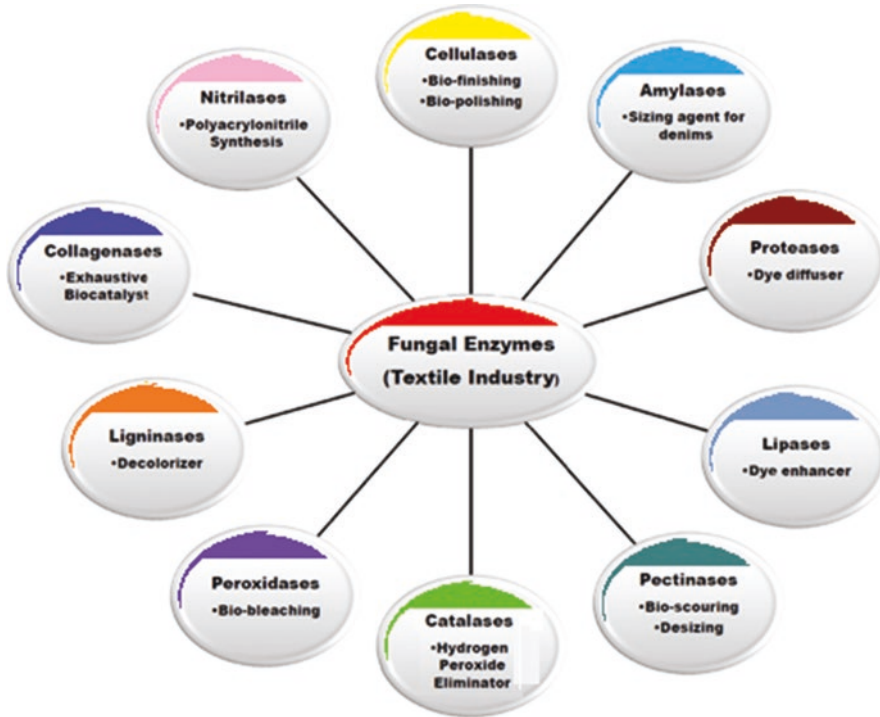 Cellulases
•Bio-finishing
•Bio-polishing
Amylases
•Sizing agent for
denims
Proteases
•Dye diffuser
Lipases
•Dye enhancer
Pectinases
•Bio-scouring
•Desizing
Catalases
•Hydrogen
Peroxide
Eliminator
Peroxidases
•Bio-bleaching
Ligninases
•Decolorizer
Collagenases
•Exhaustive
Biocatalyst
Nitrilases
•Polyacrylonitrile
Synthesis
Fungal Enzymes
(Textile Industry)